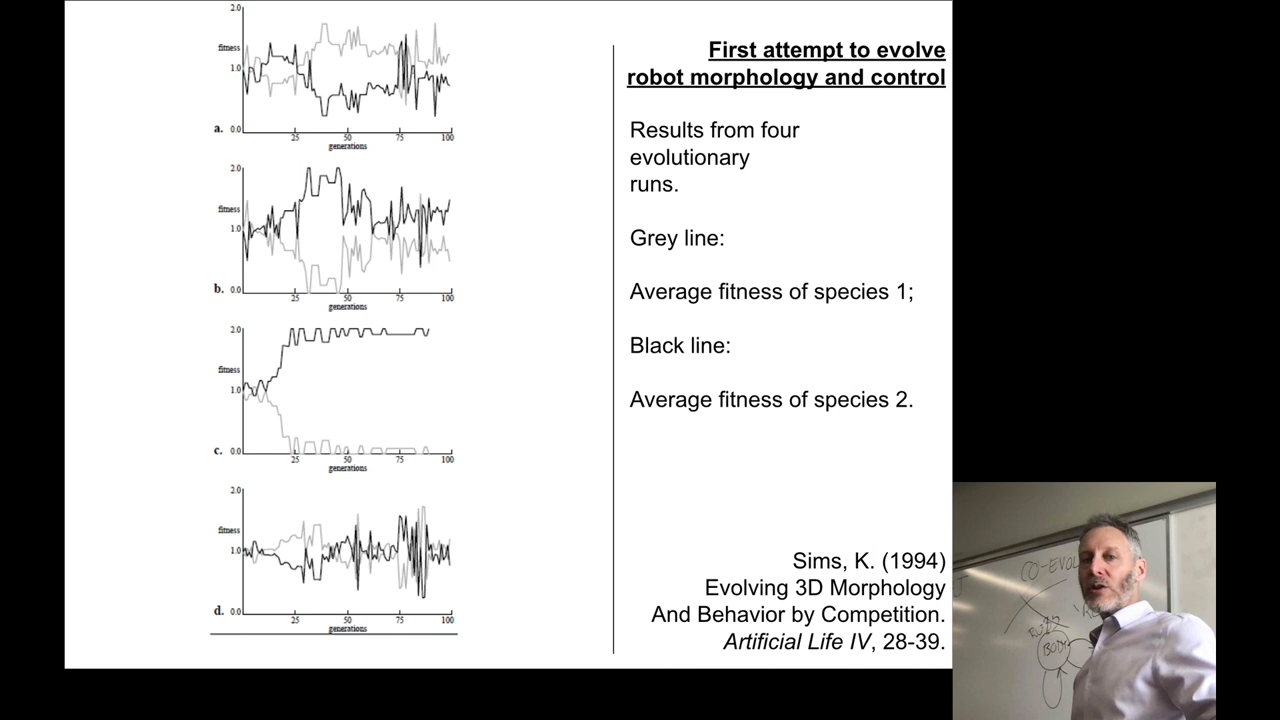 First attempt to evolve
robot morphology and control
Results from four
evolutionary
runs.
Grey line:
Average fitness of species 1;
Black line:
Average fitness of species 2.
Sims, K. (1994)
Evolving 3D Morphology
And Behavior by Competition.
Artificial Life IV, 28-39.
2.0
fitness
1.0
a. 0.0
25 50 75 100
generations
2.0
fitness
1.0
b. 0.0
25 50 75 100
generations
2.0
fitness
1.0
c. 0.0
25 50 75 100
generations
2.0
fitness
1.0
d. 0.0
25 50 75 100
generations
BODY